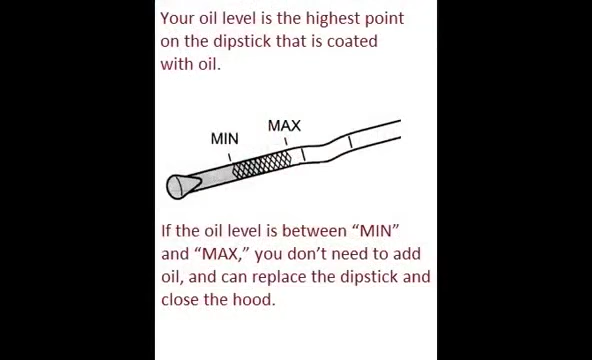 Your oil level is the highest point
on the dipstick that is coated
with oil.
MAX
MIN
If the oil level is between “MIN”
and “MAX,” you don’t need to add
oil, and can replace the dipstick and
close the hood.